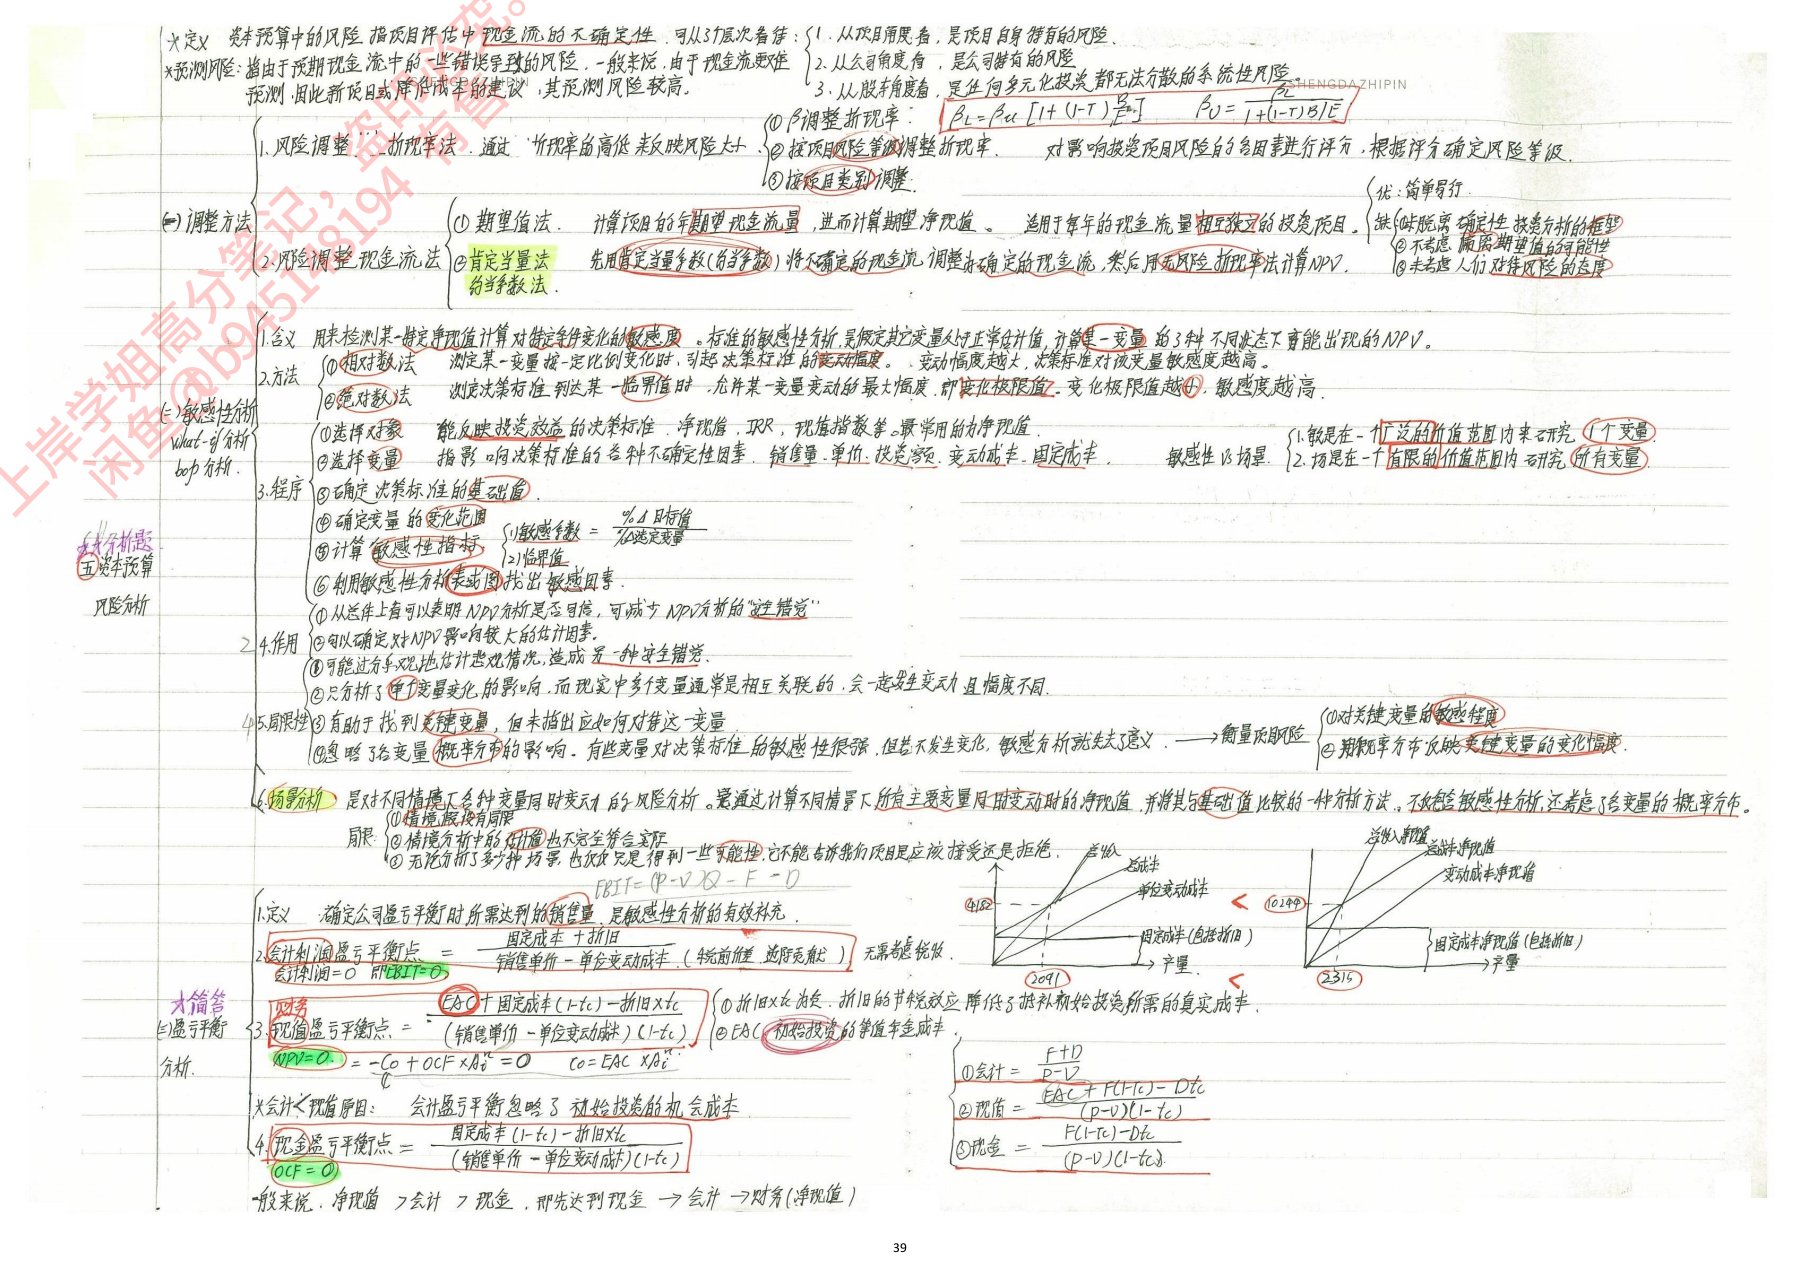 *定义 资本预算中的风险 指项目评估中现金流的不确定性，可从3个层次看待：
1. 从项目角度看，是项目自身特有的风险.
2. 从公司角度看，是公司特有的风险
3. 从股东角度看，是任何多元化投资都无法分散的系统性风险。
*预测风险：指由于预期现金流中的一些错误导致的风险，一般来说，由于现金流更难
预测，因此新项目或降低成本的建议，其预测风险较高。
SHENGDAZHIPIN
五 资本预算
风险分析
(一) 调整方法
1. 风险调整折现率法 通过折现率的高低来反映风险大小
① β调整折现率： βL=βu[1+(1-T)B/E] βU=βL/1+(1-T)B/E
② 按项目风险等级调整折现率. 对影响投资项目风险的各因素进行评分，根据评分确定风险等级.
③ 按项目类别调整.
2. 风险调整现金流法
① 期望值法. 计算项目的年期望现金流量，进而计算期望净现值。 适用于每年的现金流量相互独立的投资项目。
优：简单易行.
缺 ①未脱离确定性投资分析的框架
② 不考虑偏离期望值的可能性
③ 未考虑人们对待风险的态度
② 肯定当量法
约当系数法.
先用肯定当量系数(约当系数)将不确定的现金流调整为确定的现金流，然后用无风险折现率法计算NPV.
(二) 敏感性分析
what-if分析
bop分析.
1. 含义 用来检测某一特定净现值计算对特定条件变化的敏感度。标准的敏感性分析，是假定其它变量处于正常估计值，计算某一变量的3种不同状态下可能出现的NPV。
2. 方法
① 相对数法 测定某一变量按一定比例变化时，引起决策标准的变动幅度。变动幅度越大，决策标准对该变量敏感度越高。
② 绝对数法 测度决策标准到达某一临界值时，允许某一变量变动的最大幅度，即变化极限值。变化极限值越小，敏感度越高.
3. 程序
① 选择对象 能反映投资效益的决策标准 净现值，IRR，现值指数等。最常用的为净现值.
② 选择变量 指影响决策标准的各种不确定性因素. 销售量. 单价. 投资额. 变动成本. 固定成本.
敏感性 vs 场景.
1. 敏是在一个广泛的价值范围内来研究1个变量.
2. 场是在一个有限的价值范围内研究所有变量
③ 确定决策标准的基础值.
④ 确定变量的变化范围
⑤ 计算敏感性指标 (1)敏感系数 = %Δ目标值 / %Δ选定变量
(2)临界值
⑥ 利用敏感性分析表或图找出敏感因素.
4. 作用
① 从总体上看可以表明NPV分析是否可信，可减少NPV分析的"安全错觉"
② 可以确定对NPV影响较大的估计因素.
5. 局限性
① 可能过分乐观地估计悲观情况，造成另一种安全错觉.
② 只分析了单个变量变化的影响，而现实中多个变量通常是相互关联的，会一起发生变动且幅度不同.
③ 有助于找到关键变量，但未指出应如何对待这一变量
④ 忽略了各变量概率分布的影响。有些变量对决策标准的敏感性很强，但若不发生变化，敏感分析就失去了意义. → 衡量项目风险
① 对关键变量的敏感程度
② 用概率分布反映关键变量的变化幅度.
6. 场景分析 是对不同情境下各种变量同时变动的风险分析。是通过计算不同情景下所有主要变量同时变动时的净现值，并将其与基础值比较的一种分析方法。不仅包含敏感性分析，还考虑了各变量的概率分布。
局限:
① 情境假设有局限
② 情境分析中的估计值也不完全符合实际
③ 无论分析了多少种场景，也仅仅只是得到一些可能性，它不能告诉我们项目是应该接受还是拒绝.
EBIT=(P-V)Q-F-D
*简答
(三) 盈亏平衡
分析.
1. 定义 确定公司盈亏平衡时所需达到的销售量，是敏感性分析的有效补充.
2. 会计利润盈亏平衡点 = 固定成本+折旧 / 销售单价-单位变动成本 (税前价差 边际贡献) 无需考虑税收
会计利润=0 即EBIT=0
3. 财务 现值盈亏平衡点 = EAC+固定成本(1-tc)-折旧×tc / (销售单价-单位变动成本)(1-tc)
① 折旧×tc为负. 折旧的节税效应降低了抵补初始投资所需的真实成本.
② EAC 初始投资的等值年金成本.
NPV=0. = -C₀+OCF×Aᵢⁿ=0 C₀=EAC×Aᵢⁿ
*会计<现值原因: 会计盈亏平衡忽略了初始投资的机会成本
4. 现金盈亏平衡点 = 固定成本(1-tc)-折旧×tc / (销售单价-单位变动成本)(1-tc)
OCF=0
一般来说，净现值 > 会计 > 现金，即先达到现金 → 会计 → 财务(净现值)
总收入
总成本
单位变动成本
4182
固定成本(包括折旧)
产量
2091
<
<
总收入净现值
总成本净现值
变动成本净现值
10244
固定成本净现值(包括折旧)
产量
2315
① 会计 = F+D / P-V
② 现值 = EAC+F(1-Tc)-Dtc / (P-V)(1-tc)
③ 现金 = F(1-Tc)-Dtc / (P-V)(1-tc).
上岸学姐高分笔记，盗印必究。
闲鱼@b945148194 有售
39